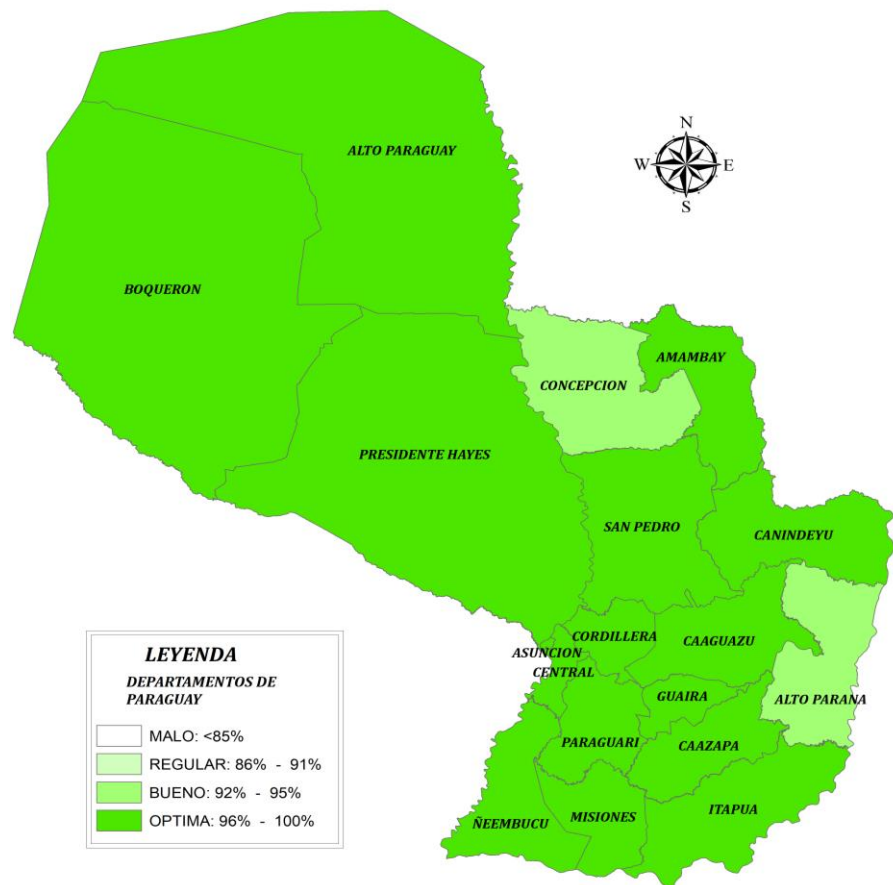 N
W E
S
ALTO PARAGUAY
BOQUERON
AMAMBAY
CONCEPCION
PRESIDENTE HAYES
SAN PEDRO
CANINDEYU
CORDILLERA
CAAGUAZU
ASUNCION
CENTRAL
GUAIRA
ALTO PARANA
PARAGUARI
CAAZAPA
ITAPUA
ÑEEMBUCU
MISIONES
LEYENDA
DEPARTAMENTOS DE
PARAGUAY
MALO: <85%
REGULAR: 86% - 91%
BUENO: 92% - 95%
OPTIMA: 96% - 100%